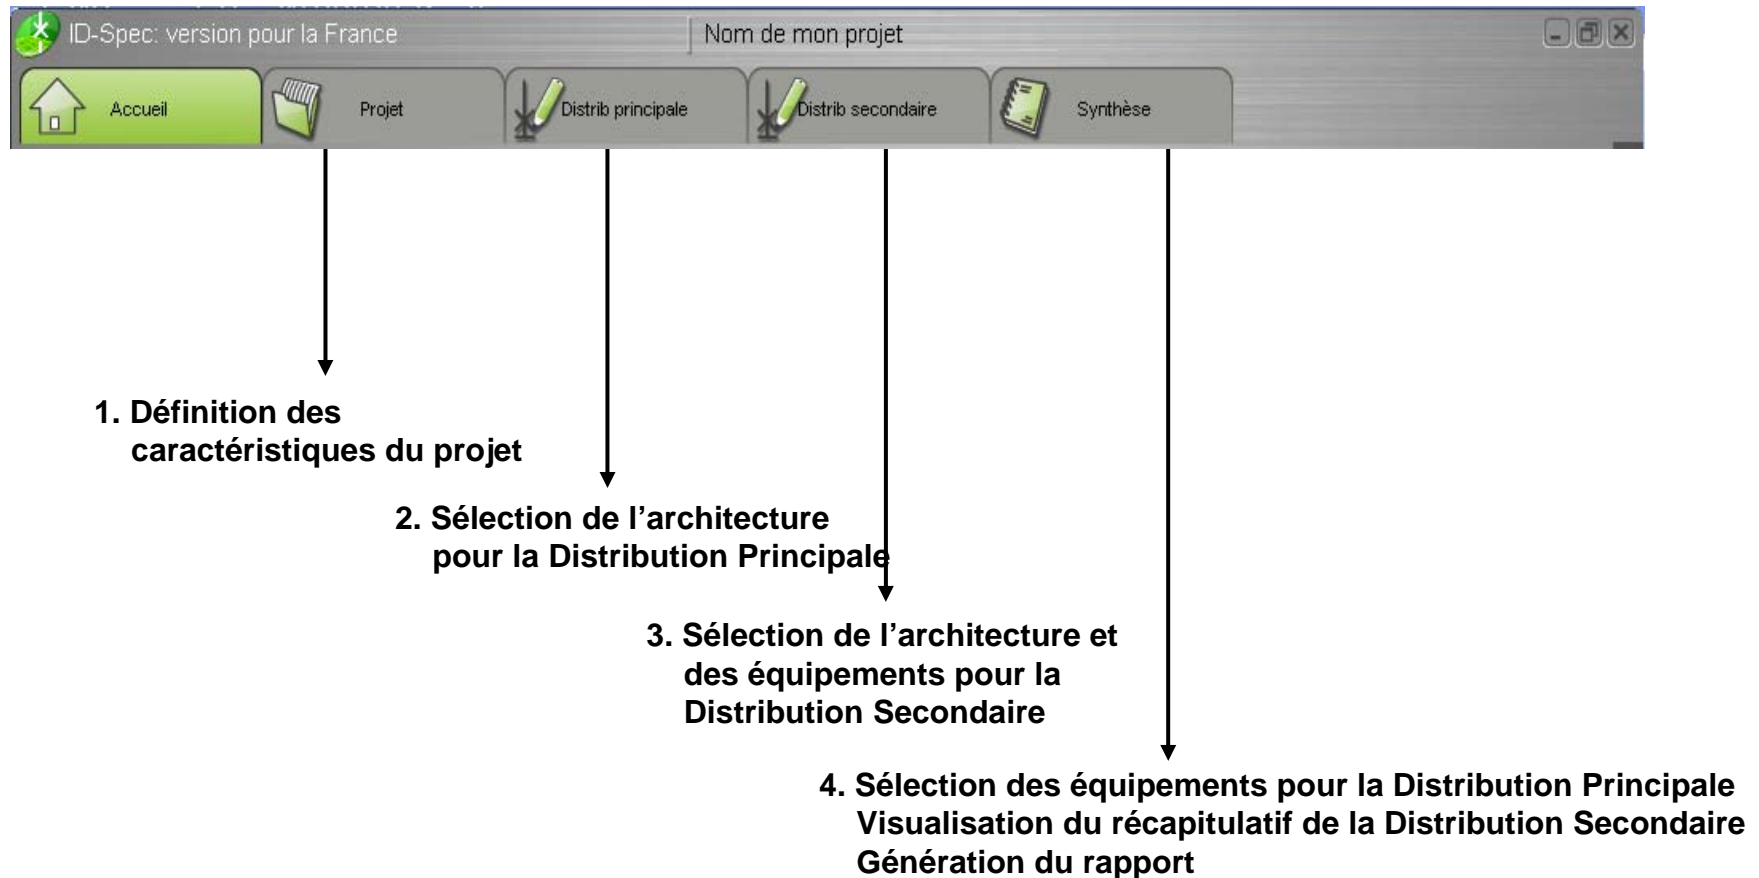 ID-Spec: version pour la France
Nom de mon projet
Accueil
Projet
Distrib principale
Distrib secondaire
Synthèse
1. Définition des
caractéristiques du projet
2. Sélection de l’architecture
pour la Distribution Principale
3. Sélection de l’architecture et
des équipements pour la
Distribution Secondaire
4. Sélection des équipements pour la Distribution Principale
Visualisation du récapitulatif de la Distribution Secondaire
Génération du rapport